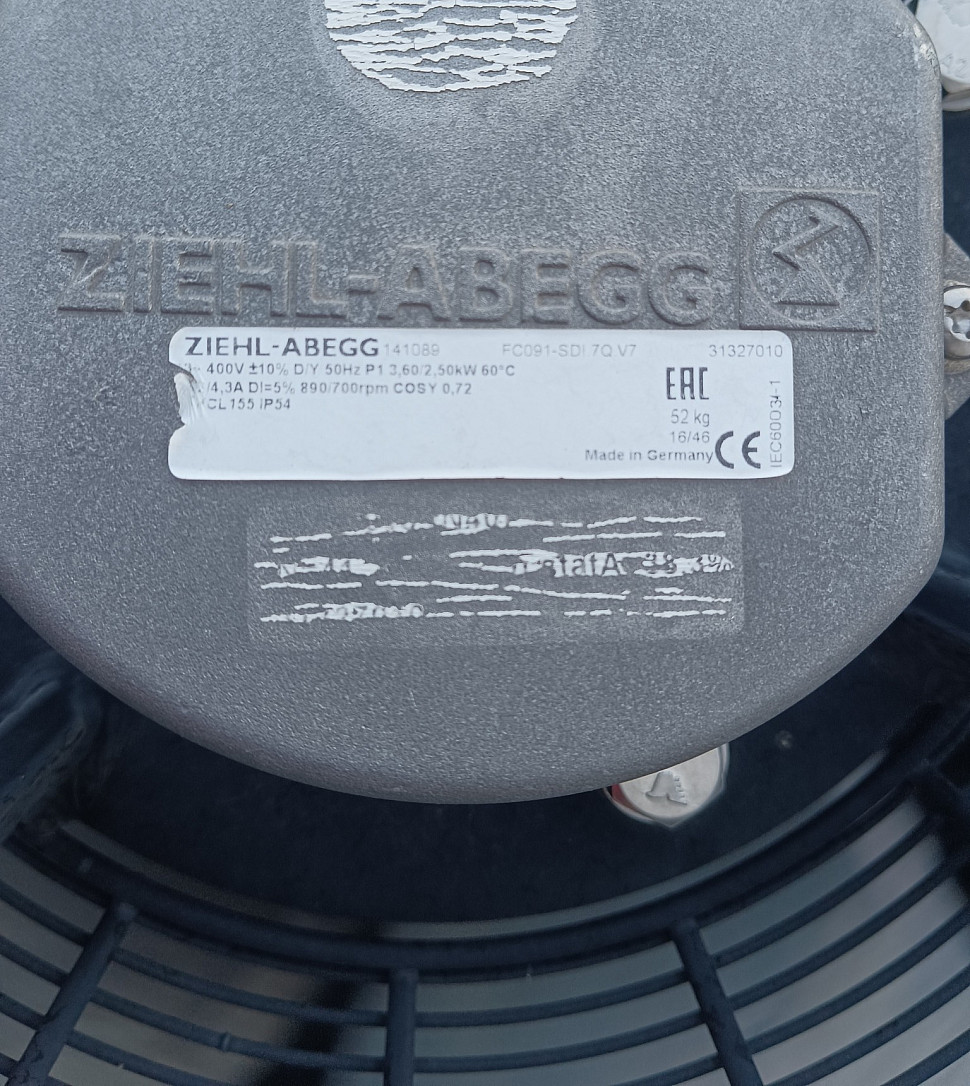 ZIEHL-ABEGG
ZIEHL-ABEGG 141089 FC091-SDI.7Q.V7 31327010
400V ±10% D/Y 50Hz P1 3,60/2,50kW 60°C
/4,3A DI=5% 890/700rpm COSY 0,72
CL155 IP54
EAC
52 kg
16/46
Made in Germany CE
IEC60034-1